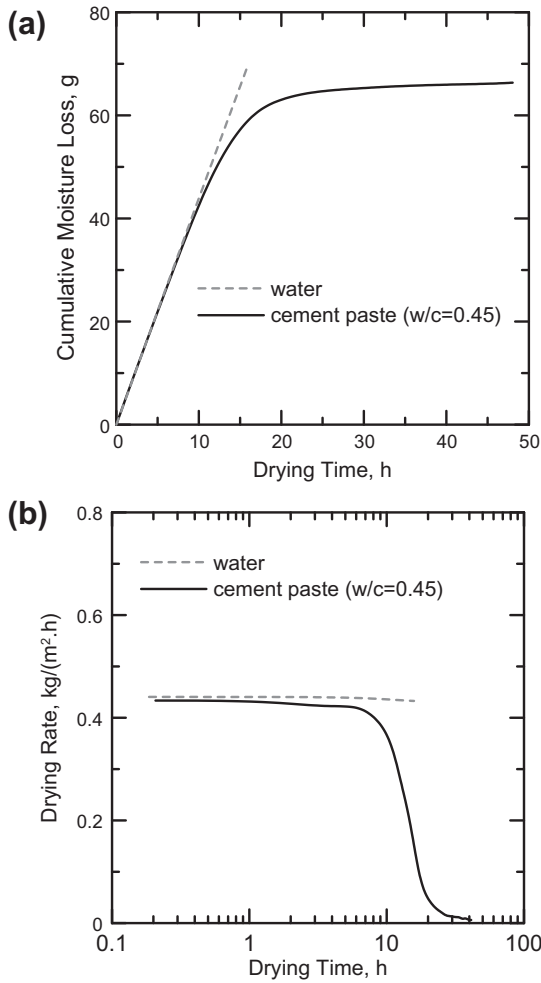 (a)
80
60
40
20
0
Cumulative Moisture Loss, g
water
cement paste (w/c=0.45)
0 10 20 30 40 50
Drying Time, h
(b)
0.8
0.6
0.4
0.2
0
Drying Rate, kg/(m².h)
water
cement paste (w/c=0.45)
0.1 1 10 100
Drying Time, h